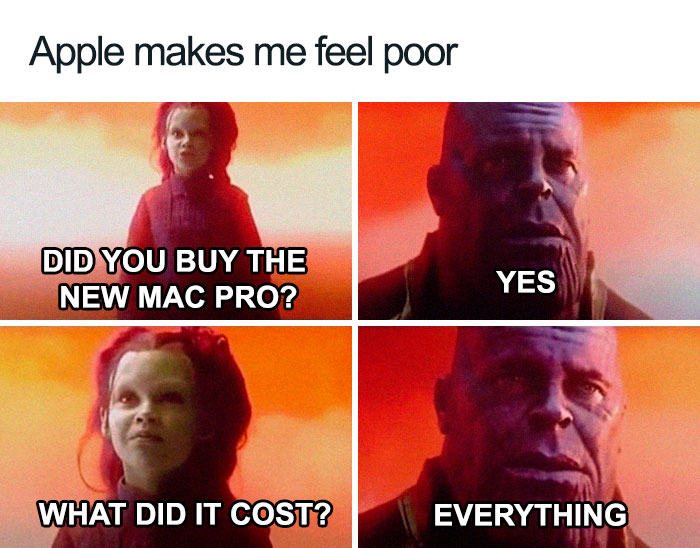 Apple makes me feel poor
DID YOU BUY THE
NEW MAC PRO?
YES
WHAT DID IT COST?
EVERYTHING